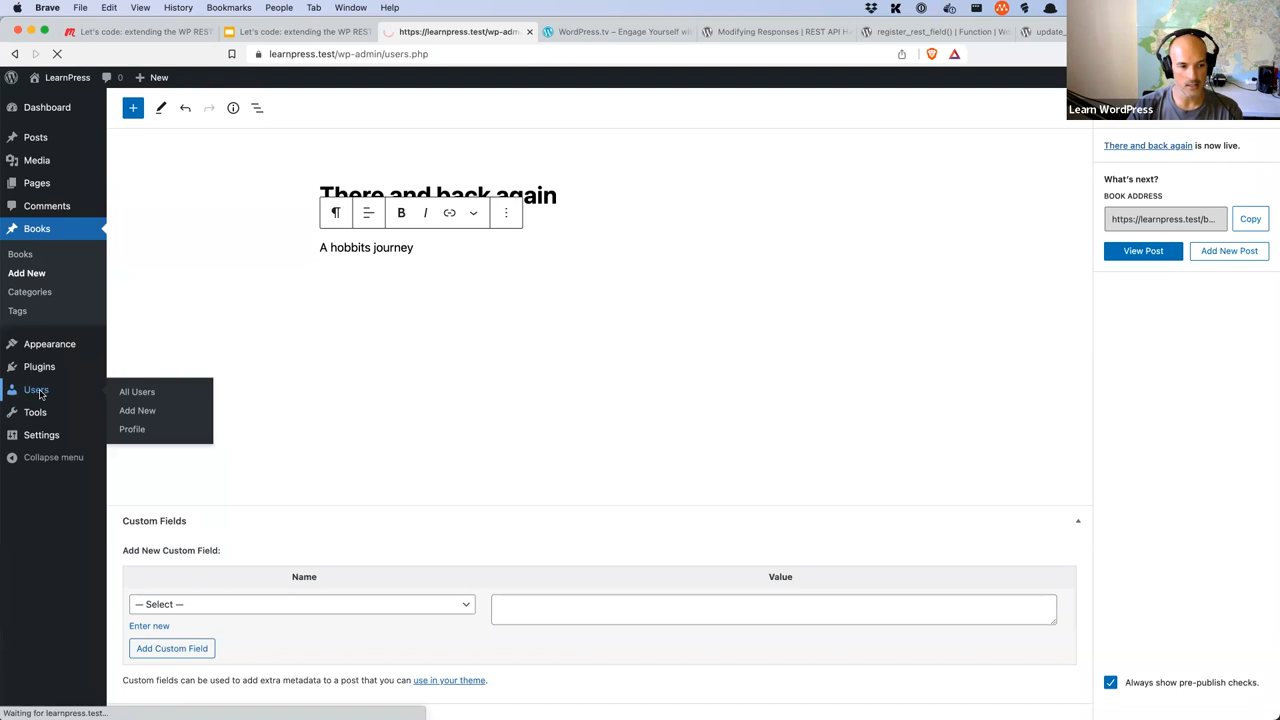 Brave File Edit View History Bookmarks People Tab Window Help
Let's code: extending the WP REST
Let's code: extending the WP REST
https://learnpress.test/wp-adm
WordPress.tv – Engage Yourself wi
Modifying Responses | REST API H
register_rest_field() | Function | W
update_
learnpress.test/wp-admin/users.php
LearnPress 0 New
Learn WordPress
Dashboard
Posts
Media
Pages
Comments
Books
Books
Add New
Categories
Tags
Appearance
Plugins
Users
Tools
Settings
Collapse menu
All Users
Add New
Profile
There and back again
B I
A hobbits journey
There and back again is now live.
What's next?
BOOK ADDRESS
https://learnpress.test/b... Copy
View Post Add New Post
Custom Fields
Add New Custom Field:
Name Value
— Select —
Enter new
Add Custom Field
Custom fields can be used to add extra metadata to a post that you can use in your theme.
Always show pre-publish checks.
Waiting for learnpress.test...